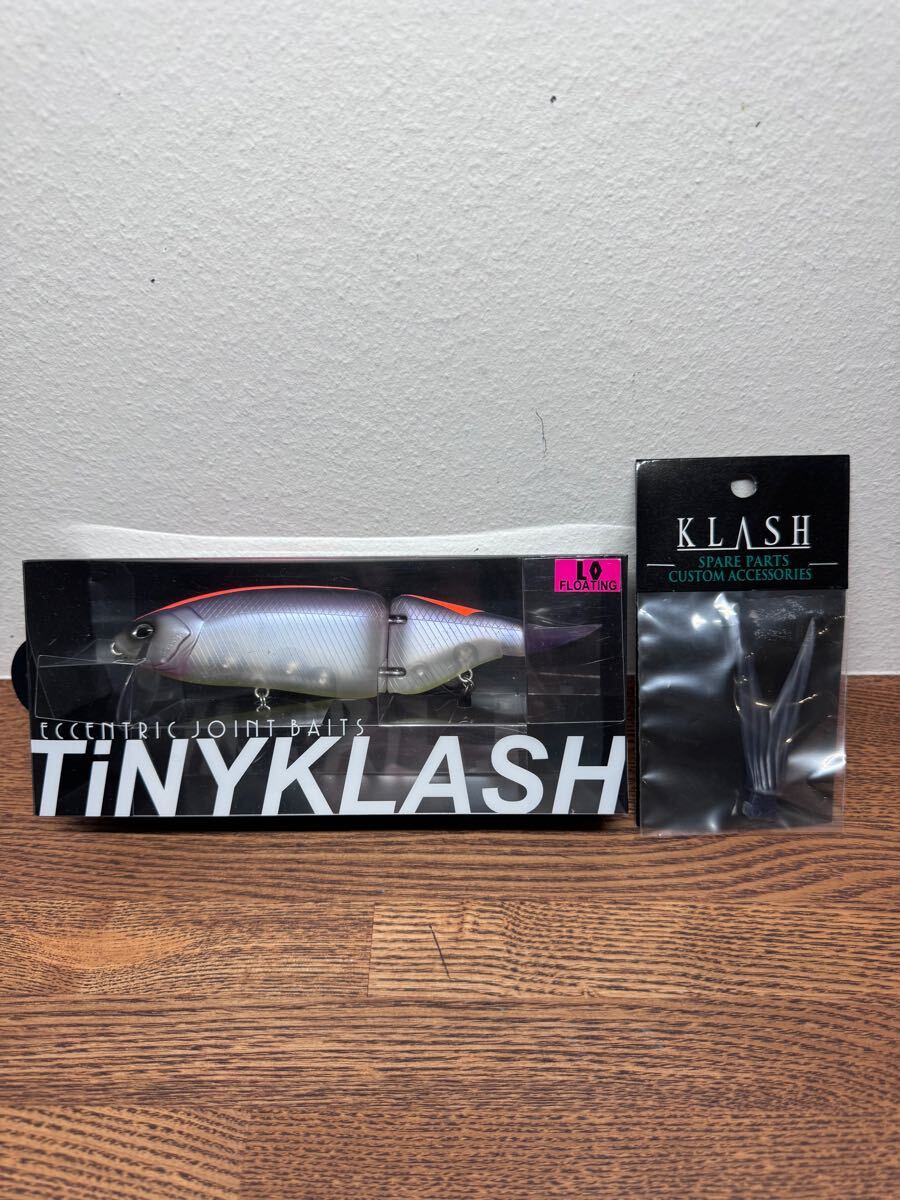 LO
FLOATING
ECCENTRIC JOINT BAITS
TiNYKLASH
KLASH
SPARE PARTS
CUSTOM ACCESSORIES